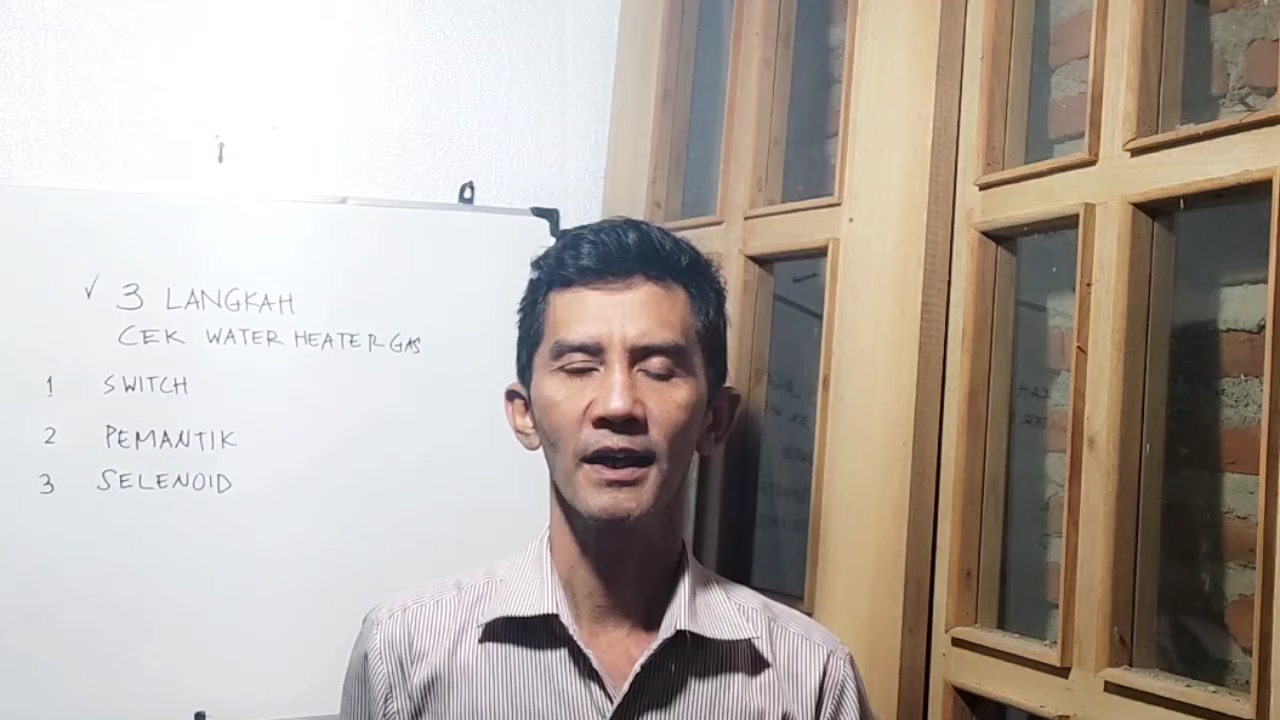 ✓ 3 LANGKAH
CEK WATER HEATER GAS
1 SWITCH
2 PEMANTIK
3 SELENOID